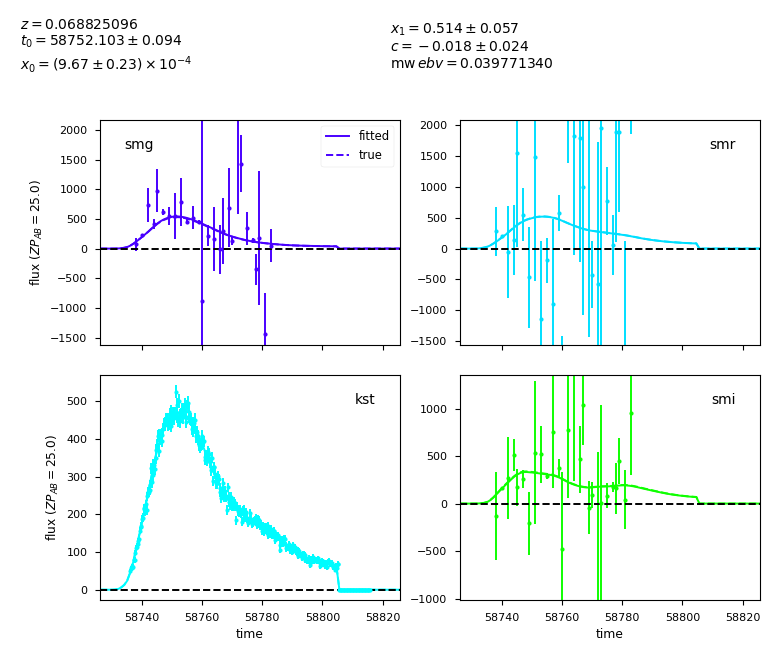 z = 0.068825096
t₀ = 58752.103 ± 0.094
x₀ = (9.67 ± 0.23) × 10⁻⁴
x₁ = 0.514 ± 0.057
c = −0.018 ± 0.024
mw ebv = 0.039771340
smg
fitted
true
2000
1500
1000
500
0
−500
−1000
−1500
flux (ZP_AB = 25.0)
smr
2000
1500
1000
500
0
−500
−1000
−1500
kst
500
400
300
200
100
0
flux (ZP_AB = 25.0)
58740 58760 58780 58800 58820
time
smi
1000
500
0
−500
−1000
58740 58760 58780 58800 58820
time